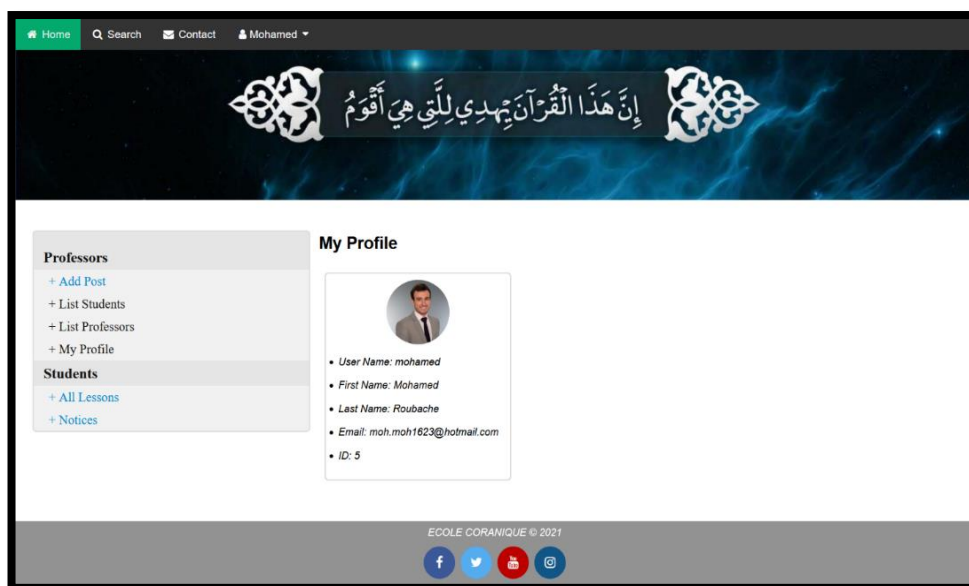 Home Search Contact Mohamed
إِنَّ هَذَا الْقُرْآنَ يَهْدِي لِلَّتِي هِيَ أَقْوَمُ
Professors
+ Add Post
+ List Students
+ List Professors
+ My Profile
Students
+ All Lessons
+ Notices
My Profile
• User Name: mohamed
• First Name: Mohamed
• Last Name: Roubache
• Email: moh.moh1623@hotmail.com
• ID: 5
ECOLE CORANIQUE © 2021